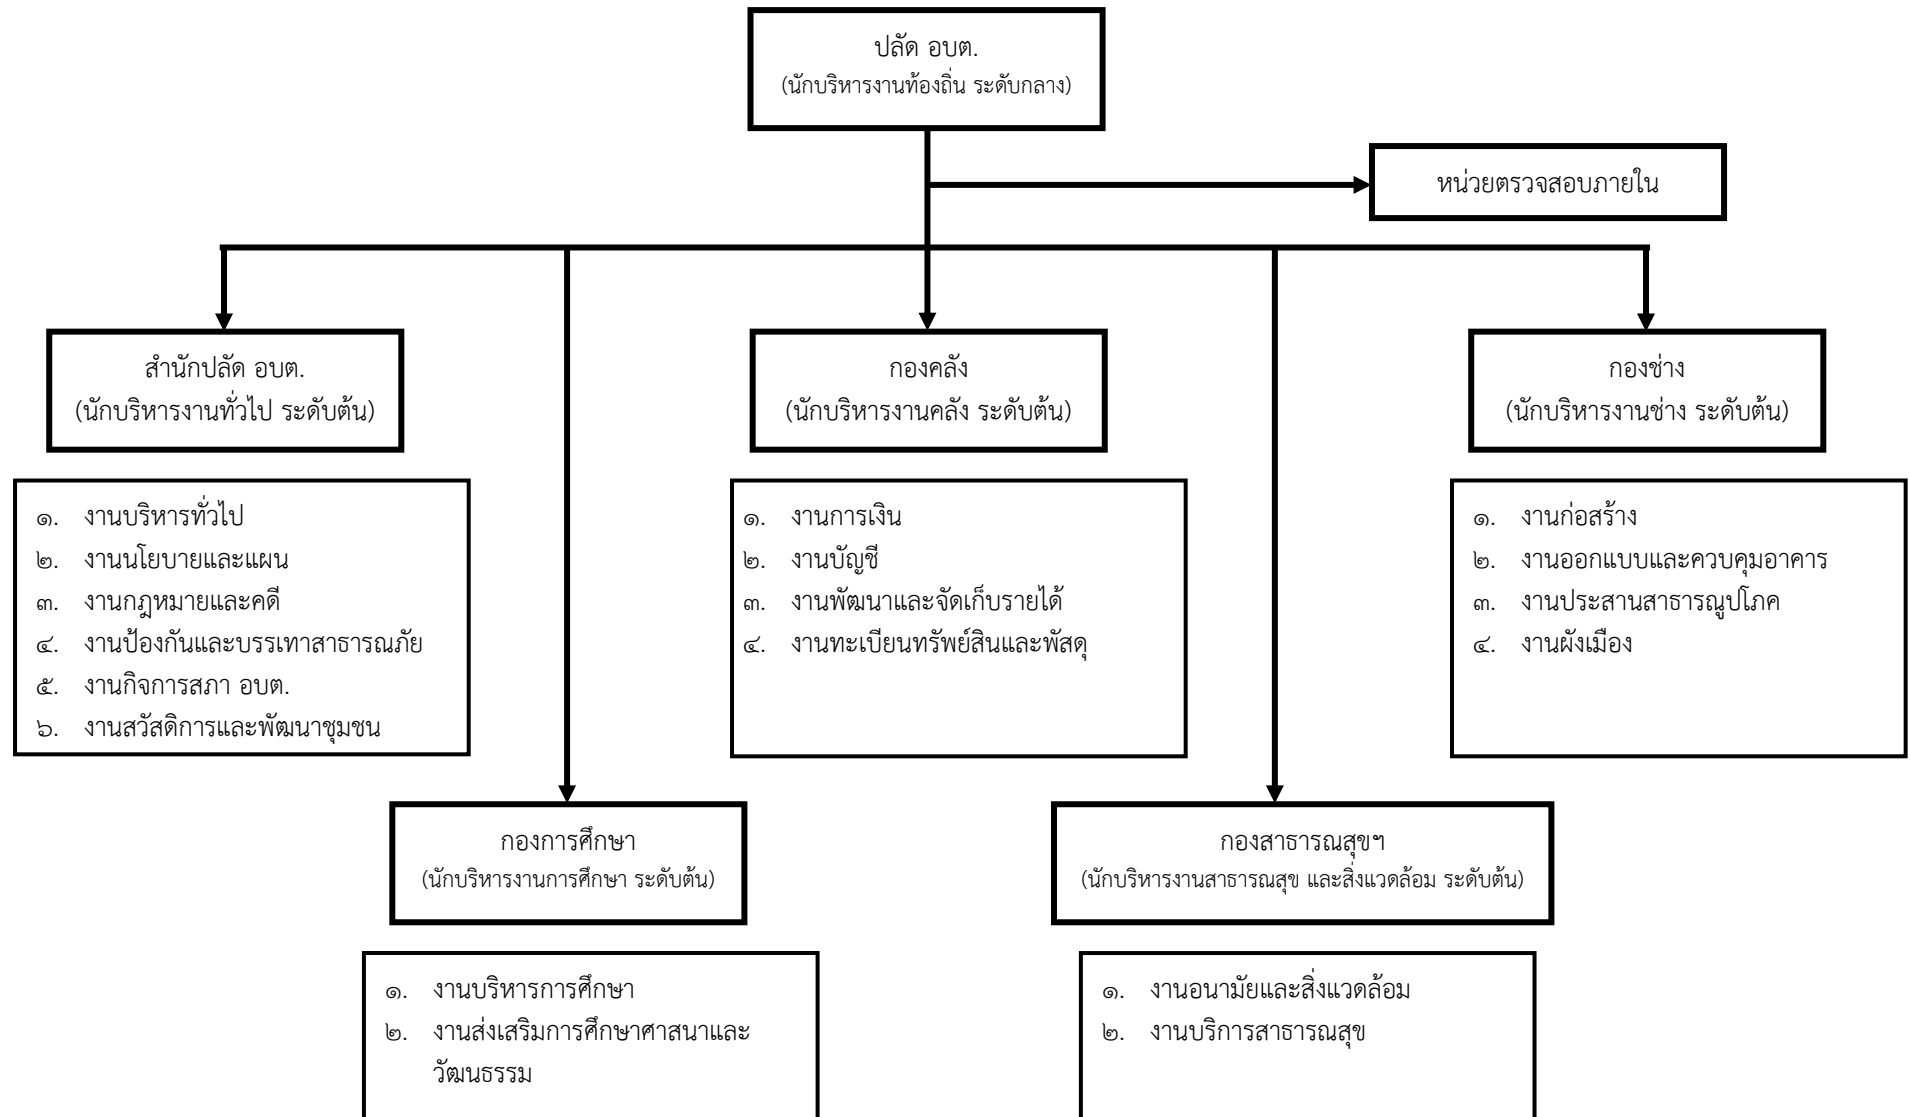 ปลัด อบต.
(นักบริหารงานท้องถิ่น ระดับกลาง)
หน่วยตรวจสอบภายใน
สำนักปลัด อบต.
(นักบริหารงานทั่วไป ระดับต้น)
กองคลัง
(นักบริหารงานคลัง ระดับต้น)
กองช่าง
(นักบริหารงานช่าง ระดับต้น)
๑. งานบริหารทั่วไป
๒. งานนโยบายและแผน
๓. งานกฎหมายและคดี
๔. งานป้องกันและบรรเทาสาธารณภัย
๕. งานกิจการสภา อบต.
๖. งานสวัสดิการและพัฒนาชุมชน
๑. งานการเงิน
๒. งานบัญชี
๓. งานพัฒนาและจัดเก็บรายได้
๔. งานทะเบียนทรัพย์สินและพัสดุ
๑. งานก่อสร้าง
๒. งานออกแบบและควบคุมอาคาร
๓. งานประสานสาธารณูปโภค
๔. งานผังเมือง
กองการศึกษา
(นักบริหารงานการศึกษา ระดับต้น)
กองสาธารณสุขฯ
(นักบริหารงานสาธารณสุข และสิ่งแวดล้อม ระดับต้น)
๑. งานบริหารการศึกษา
๒. งานส่งเสริมการศึกษาศาสนาและ
วัฒนธรรม
๑. งานอนามัยและสิ่งแวดล้อม
๒. งานบริการสาธารณสุข